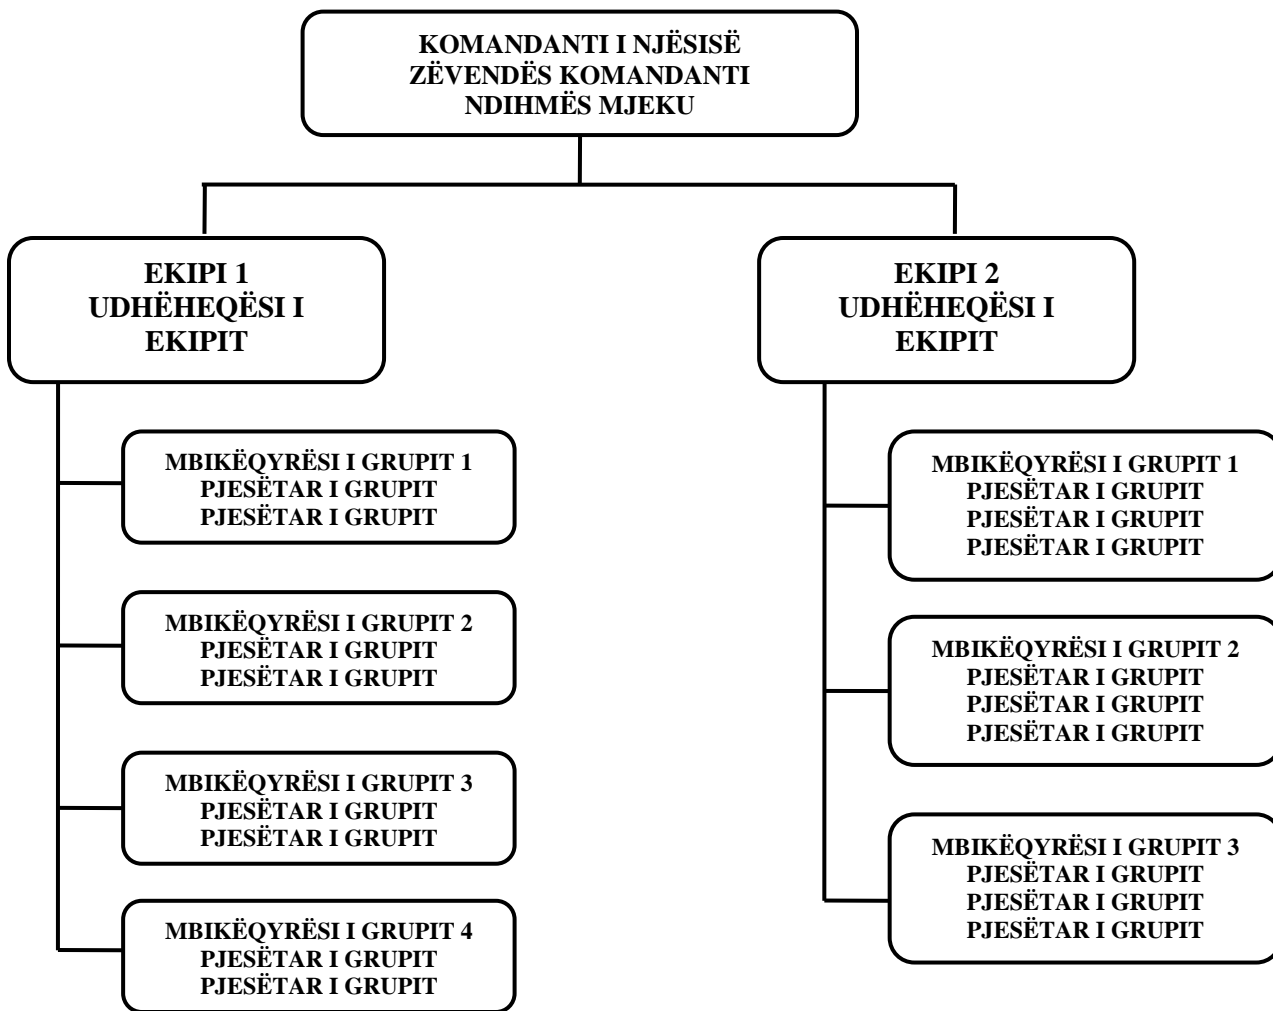 KOMANDANTI I NJËSISË
ZËVENDËS KOMANDANTI
NDIHMËS MJEKU
EKIPI 1
UDHËHEQËSI I
EKIPIT
MBIKËQYRËSI I GRUPIT 1
PJESËTAR I GRUPIT
PJESËTAR I GRUPIT
MBIKËQYRËSI I GRUPIT 2
PJESËTAR I GRUPIT
PJESËTAR I GRUPIT
MBIKËQYRËSI I GRUPIT 3
PJESËTAR I GRUPIT
PJESËTAR I GRUPIT
MBIKËQYRËSI I GRUPIT 4
PJESËTAR I GRUPIT
PJESËTAR I GRUPIT
EKIPI 2
UDHËHEQËSI I
EKIPIT
MBIKËQYRËSI I GRUPIT 1
PJESËTAR I GRUPIT
PJESËTAR I GRUPIT
PJESËTAR I GRUPIT
MBIKËQYRËSI I GRUPIT 2
PJESËTAR I GRUPIT
PJESËTAR I GRUPIT
PJESËTAR I GRUPIT
MBIKËQYRËSI I GRUPIT 3
PJESËTAR I GRUPIT
PJESËTAR I GRUPIT
PJESËTAR I GRUPIT